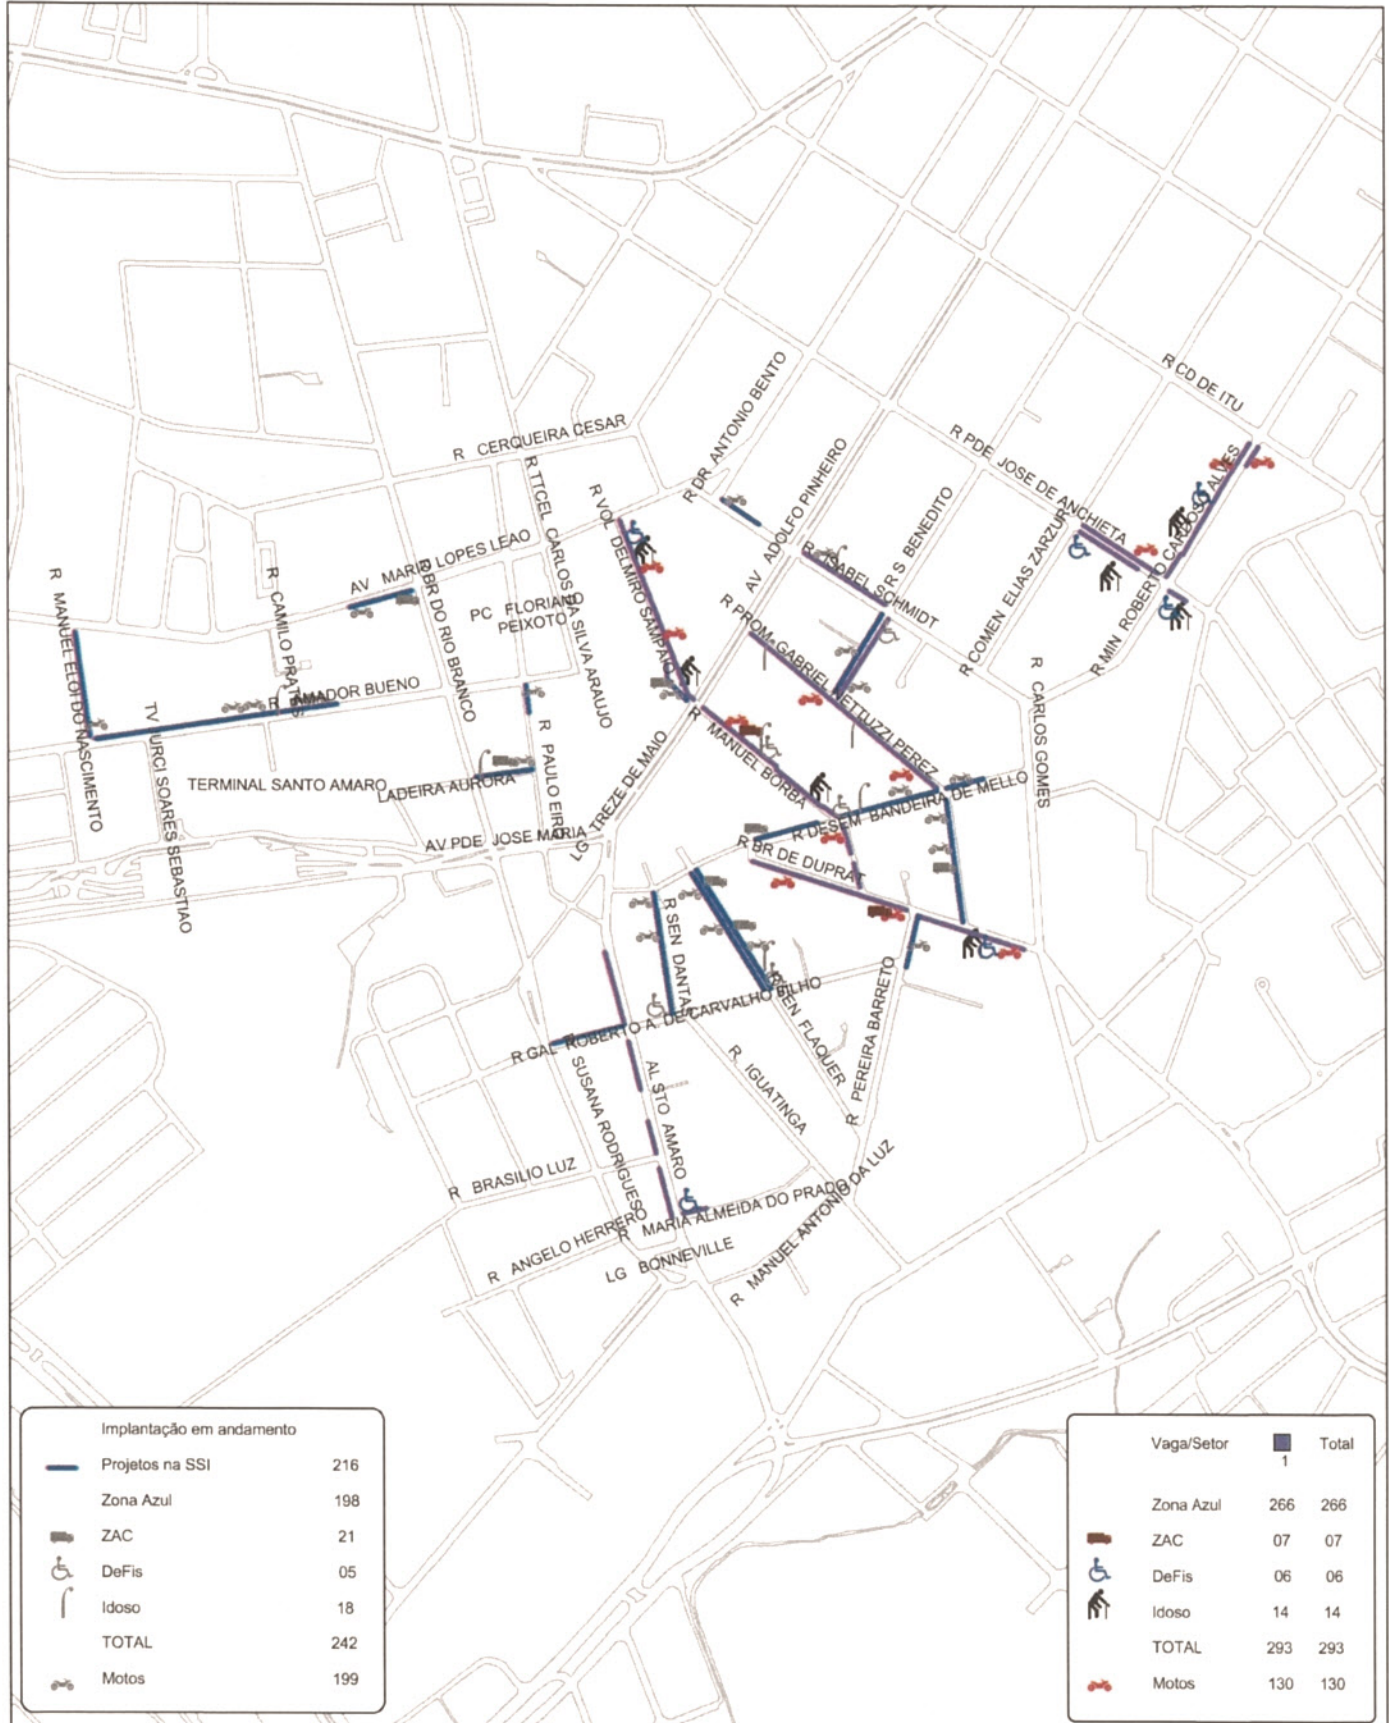 R CD DE ITU
R DR ANTONIO BENTO
R CERQUEIRA CESAR
R PDE JOSE DE ANCHIETA
AV ADOLFO PINHEIRO
R TTCEL CARLOS DA SILVA ARAUJO
R VOL DELMIRO SAMPAIO
R S BENEDITO
R ISABEL SCHMIDT
R COMEN ELIAS ZARZUR
R MIN ROBERTO CARDOSO ALVES
AV MARIO LOPES LEAO
R BR DO RIO BRANCO
PC FLORIANO
PEIXOTO
R MANUEL ELOI DO NASCIMENTO
R CAMILO PRATES
R AMADOR BUENO
R PROM GABRIEL NETTUZZI PEREZ
R CARLOS GOMES
TV JURCI SOARES SEBASTIAO
R PAULO EIRO
R MANUEL BORBA
TERMINAL SANTO AMARO
LADEIRA AURORA
LG TREZE DE MAIO
R DESEM BANDEIRA DE MELLO
AV PDE JOSE MARIA
R BR DE DUPRAT
R SEN DANTAS
R SEN FLAQUER
R PEREIRA BARRETO
R GAL ROBERTO A. DE CARVALHO FILHO
SUSANA RODRIGUES
AL STO AMARO
R IGUATINGA
R BRASILIO LUZ
R MARIA ALMEIDA DO PRADO
R ANGELO HERRERO
LG BONNEVILLE
R MANUEL ANTONIO DA LUZ
Implantação em andamento
Projetos na SSI 216
Zona Azul 198
ZAC 21
DeFis 05
Idoso 18
TOTAL 242
Motos 199
Vaga/Setor 1 Total
Zona Azul 266 266
ZAC 07 07
DeFis 06 06
Idoso 14 14
TOTAL 293 293
Motos 130 130